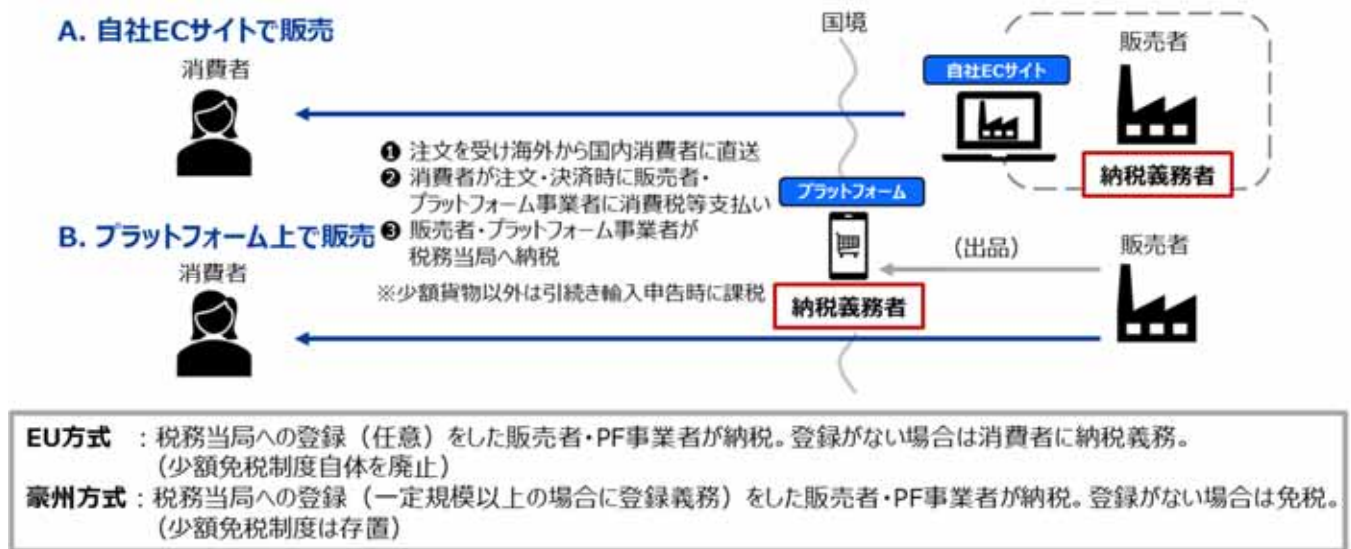 A. 自社ECサイトで販売
消費者
国境
販売者
自社ECサイト
納税義務者
❶ 注文を受け海外から国内消費者に直送
❷ 消費者が注文・決済時に販売者・
プラットフォーム事業者に消費税等支払い
❸ 販売者・プラットフォーム事業者が
税務当局へ納税
※少額貨物以外は引続き輸入申告時に課税
B. プラットフォーム上で販売
消費者
プラットフォーム
納税義務者
（出品）
販売者
EU方式 ：税務当局への登録（任意）をした販売者・PF事業者が納税。登録がない場合は消費者に納税義務。
（少額免税制度自体を廃止）
豪州方式：税務当局への登録（一定規模以上の場合に登録義務）をした販売者・PF事業者が納税。登録がない場合は免税。
（少額免税制度は存置）